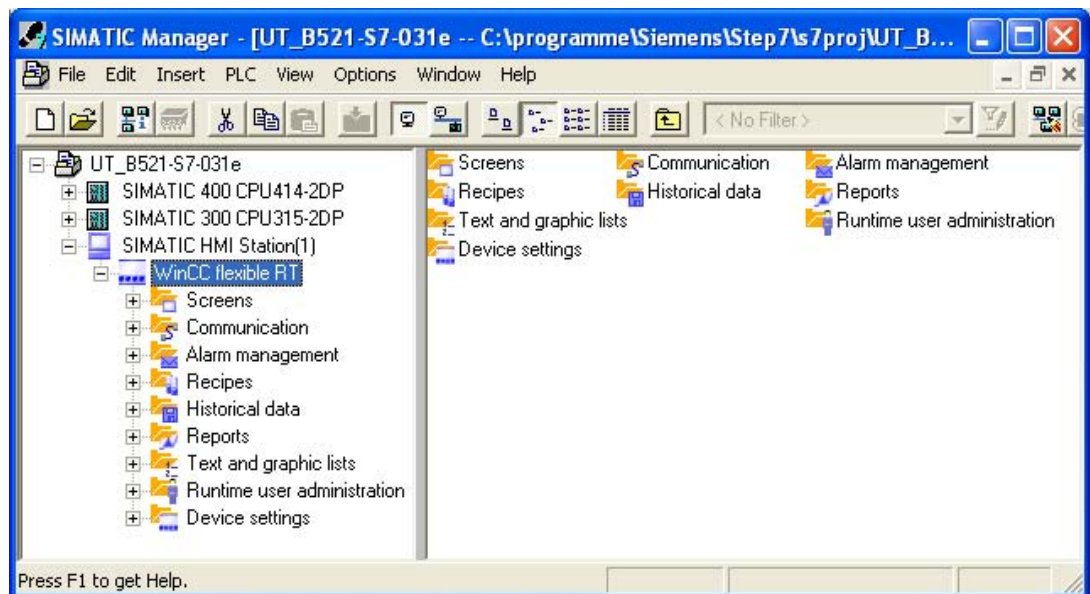 SIMATIC Manager - [UT_B521-S7-031e -- C:\programme\Siemens\Step7\s7proj\UT_B...
File Edit Insert PLC View Options Window Help
< No Filter >
UT_B521-S7-031e
SIMATIC 400 CPU414-2DP
SIMATIC 300 CPU315-2DP
SIMATIC HMI Station(1)
WinCC flexible RT
Screens
Communication
Alarm management
Recipes
Historical data
Reports
Text and graphic lists
Runtime user administration
Device settings
Screens Communication Alarm management
Recipes Historical data Reports
Text and graphic lists Runtime user administration
Device settings
Press F1 to get Help.